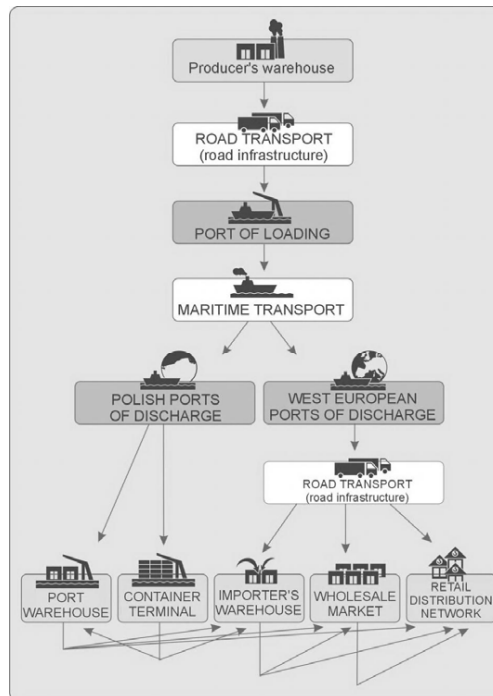 Producer's warehouse
ROAD TRANSPORT
(road infrastructure)
PORT OF LOADING
MARITIME TRANSPORT
POLISH PORTS
OF DISCHARGE
WEST EUROPEAN
PORTS OF DISCHARGE
ROAD TRANSPORT
(road infrastructure)
PORT
WAREHOUSE
CONTAINER
TERMINAL
IMPORTER'S
WAREHOUSE
WHOLESALE
MARKET
RETAIL
DISTRIBUTION
NETWORK